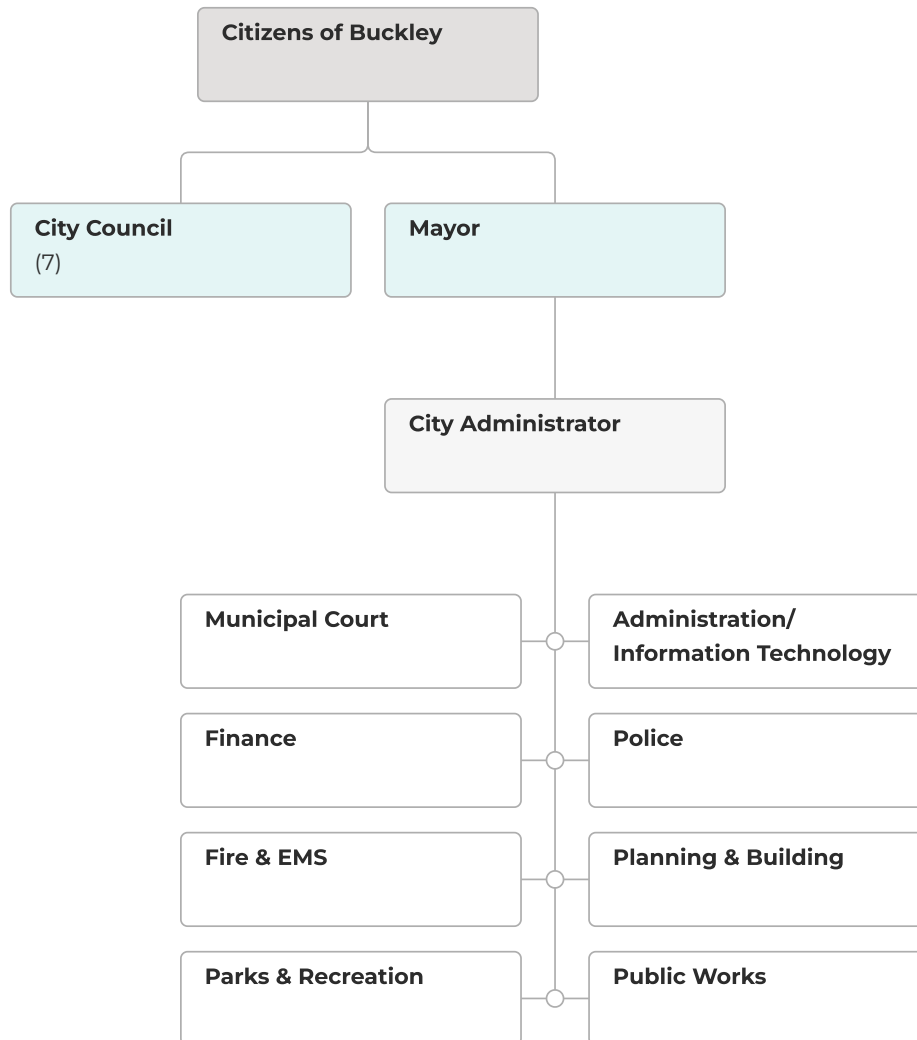 Citizens of Buckley
City Council
(7)
Mayor
City Administrator
Municipal Court
Administration/
Information Technology
Finance
Police
Fire & EMS
Planning & Building
Parks & Recreation
Public Works